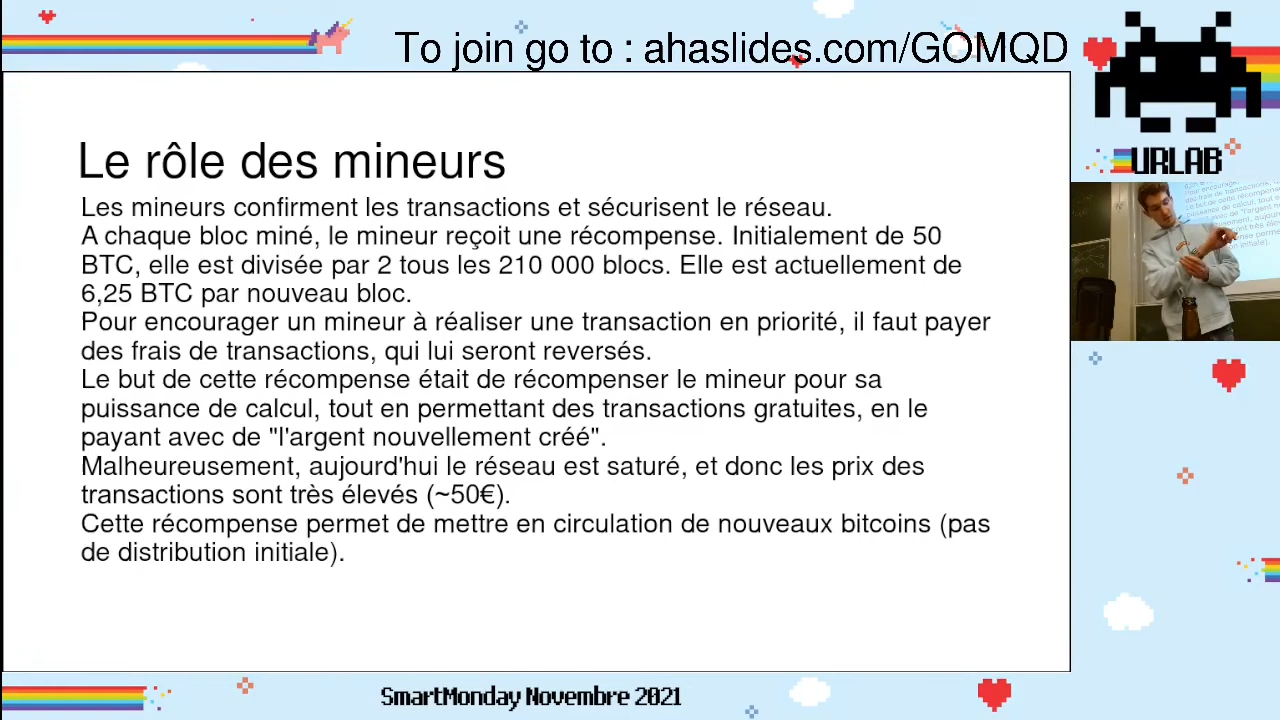 To join go to : ahaslides.com/GOMQD
URLAB
Le rôle des mineurs
Les mineurs confirment les transactions et sécurisent le réseau.
A chaque bloc miné, le mineur reçoit une récompense. Initialement de 50
BTC, elle est divisée par 2 tous les 210 000 blocs. Elle est actuellement de
6,25 BTC par nouveau bloc.
Pour encourager un mineur à réaliser une transaction en priorité, il faut payer
des frais de transactions, qui lui seront reversés.
Le but de cette récompense était de récompenser le mineur pour sa
puissance de calcul, tout en permettant des transactions gratuites, en le
payant avec de "l'argent nouvellement créé".
Malheureusement, aujourd'hui le réseau est saturé, et donc les prix des
transactions sont très élevés (~50€).
Cette récompense permet de mettre en circulation de nouveaux bitcoins (pas
de distribution initiale).
SmartMonday Novembre 2021